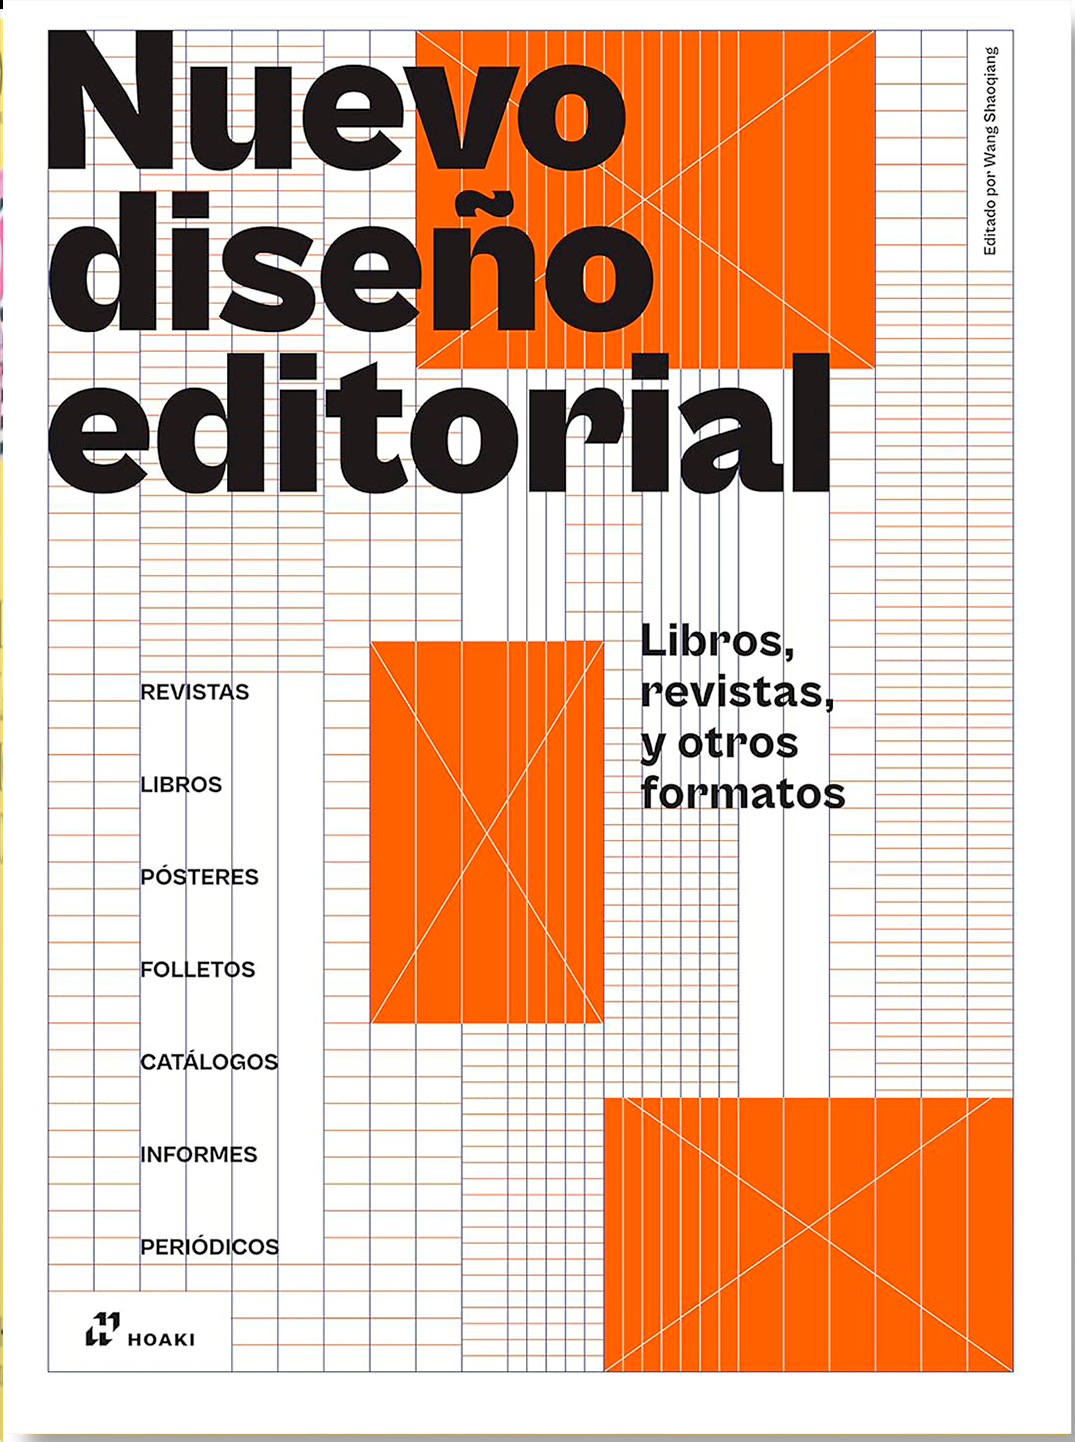 Nuevo
diseño
editorial
Editado por Wang Shaoqiang
Libros,
revistas,
y otros
formatos
REVISTAS
LIBROS
PÓSTERES
FOLLETOS
CATÁLOGOS
INFORMES
PERIÓDICOS
HOAKI